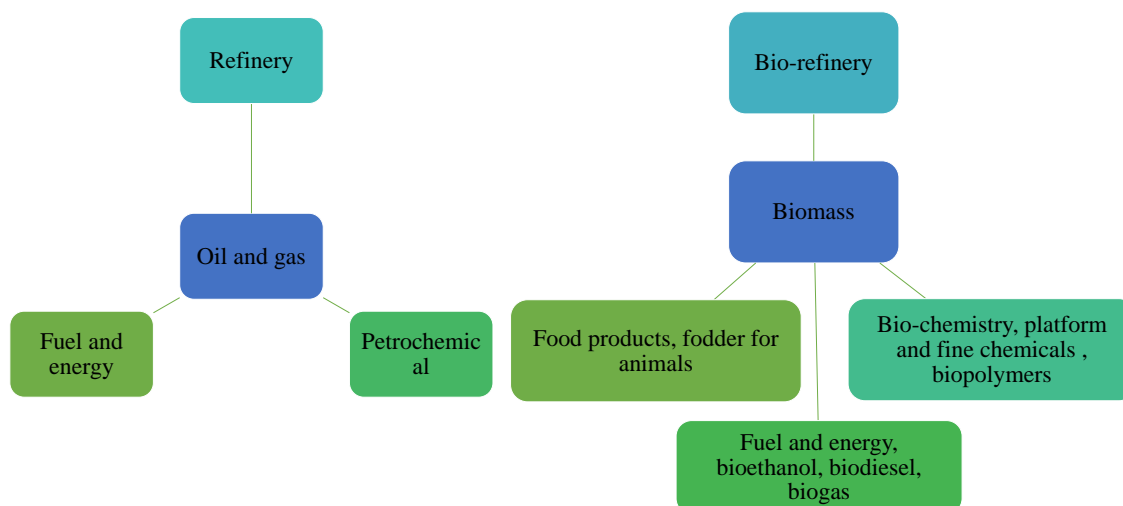 Refinery
Oil and gas
Fuel and
energy
Petrochemic
al
Bio-refinery
Biomass
Food products, fodder for
animals
Fuel and energy,
bioethanol, biodiesel,
biogas
Bio-chemistry, platform
and fine chemicals ,
biopolymers